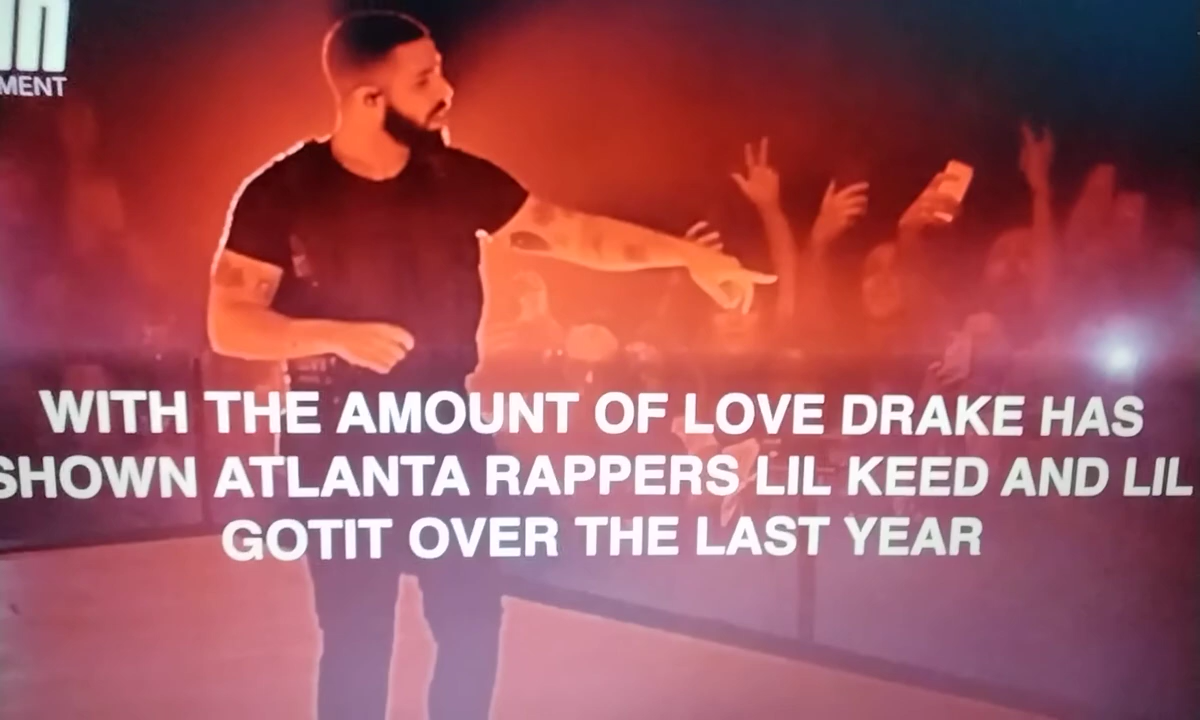 MENT
WITH THE AMOUNT OF LOVE DRAKE HAS
SHOWN ATLANTA RAPPERS LIL KEED AND LIL
GOTIT OVER THE LAST YEAR